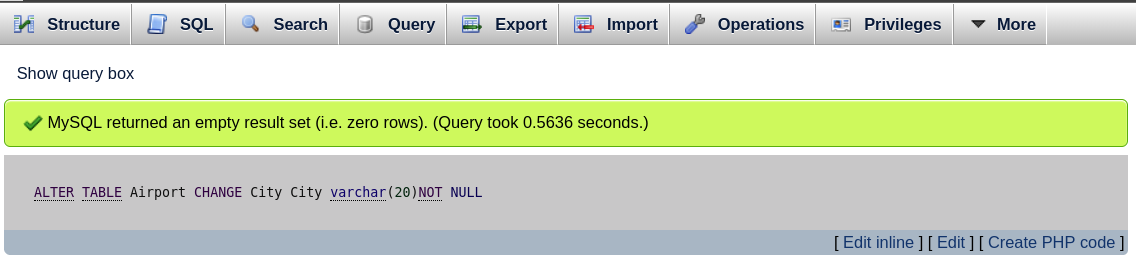 Structure SQL Search Query Export Import Operations Privileges More
Show query box
MySQL returned an empty result set (i.e. zero rows). (Query took 0.5636 seconds.)
ALTER TABLE Airport CHANGE City City varchar(20)NOT NULL
[ Edit inline ] [ Edit ] [ Create PHP code ]